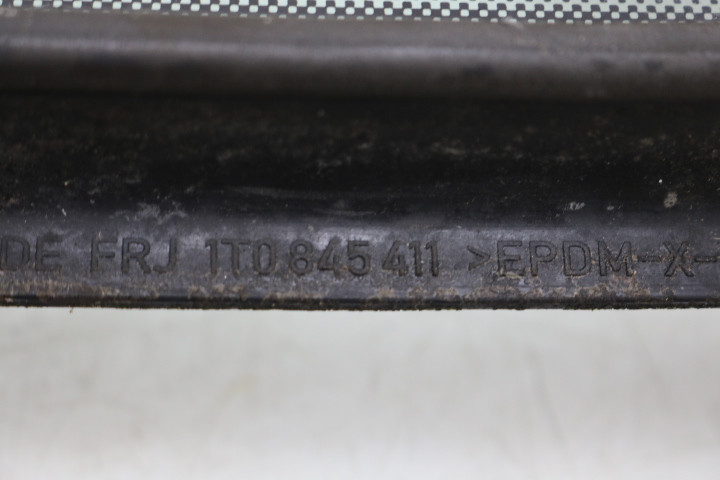 DE FRJ 1T0 845 411 >EPDM-X-